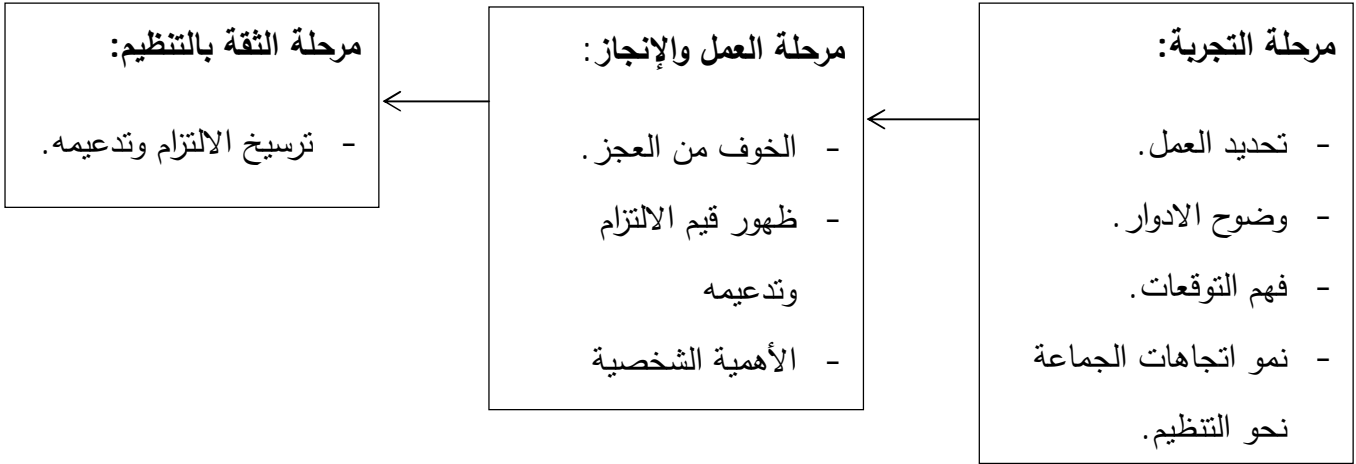 مرحلة التجربة:
- تحديد العمل.
- وضوح الادوار.
- فهم التوقعات.
- نمو اتجاهات الجماعة
نحو التنظيم.
مرحلة العمل والإنجاز:
- الخوف من العجز.
- ظهور قيم الالتزام
وتدعيمه
- الأهمية الشخصية
مرحلة الثقة بالتنظيم:
- ترسيخ الالتزام وتدعيمه.